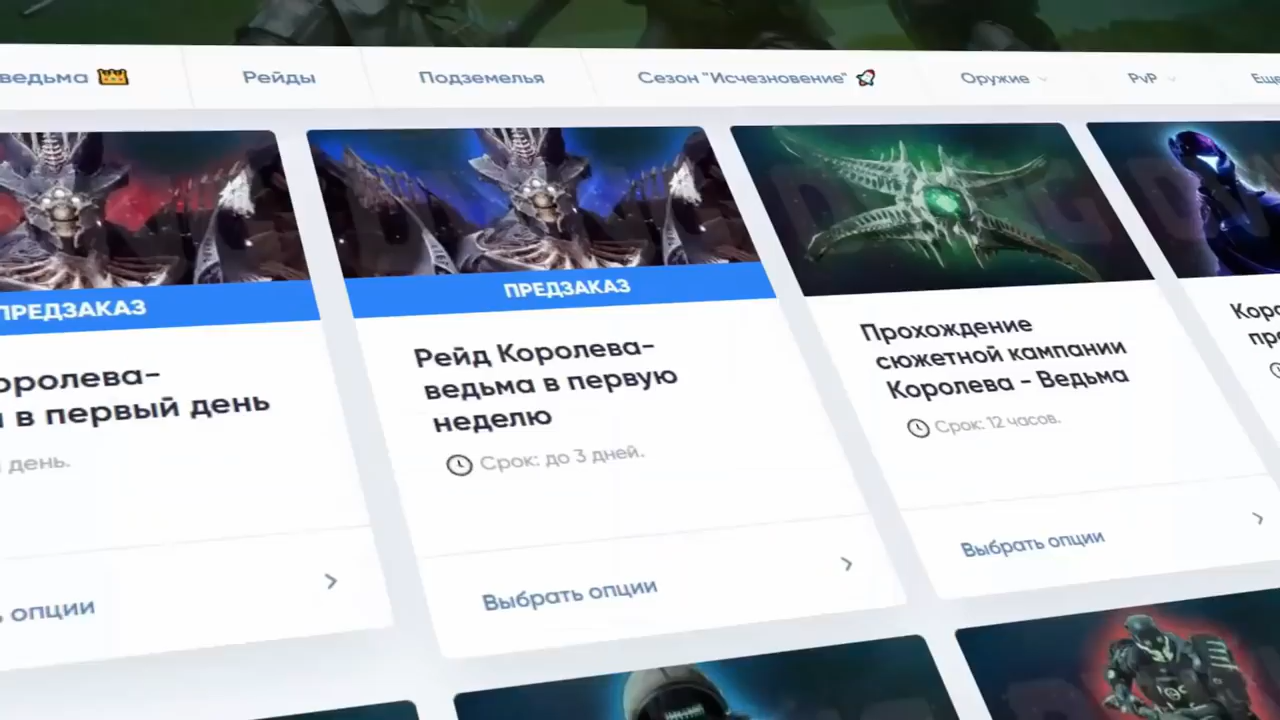 ведьма
Рейды
Подземелья
Сезон "Исчезновение"
Оружие
PvP
Еще
ПРЕДЗАКАЗ
оролева-
в первый день
день.
опции
ПРЕДЗАКАЗ
Рейд Королева-
ведьма в первую
неделю
Срок: до 3 дней.
Выбрать опции
Прохождение
сюжетной кампании
Королева - Ведьма
Срок: 12 часов.
Выбрать опции